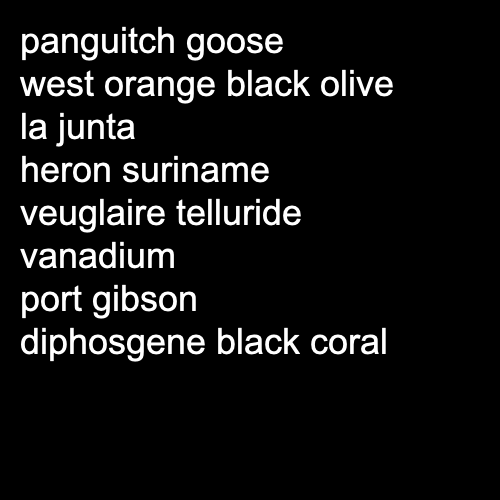 panguitch goose
west orange black olive
la junta
heron suriname
veuglaire telluride
vanadium
port gibson
diphosgene black coral